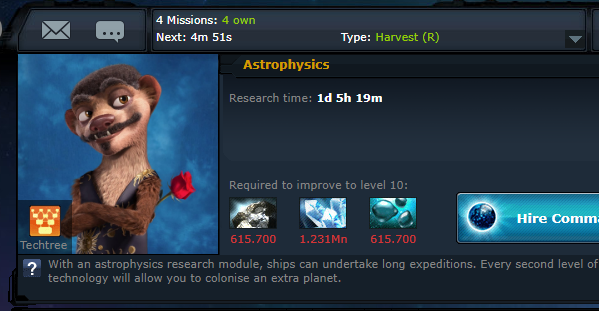 4 Missions: 4 own
Next: 4m 51s Type: Harvest (R)
Astrophysics
Research time: 1d 5h 19m
Required to improve to level 10:
615.700 1.231Mn 615.700
Hire Comma
Techtree
? With an astrophysics research module, ships can undertake long expeditions. Every second level of
technology will allow you to colonise an extra planet.